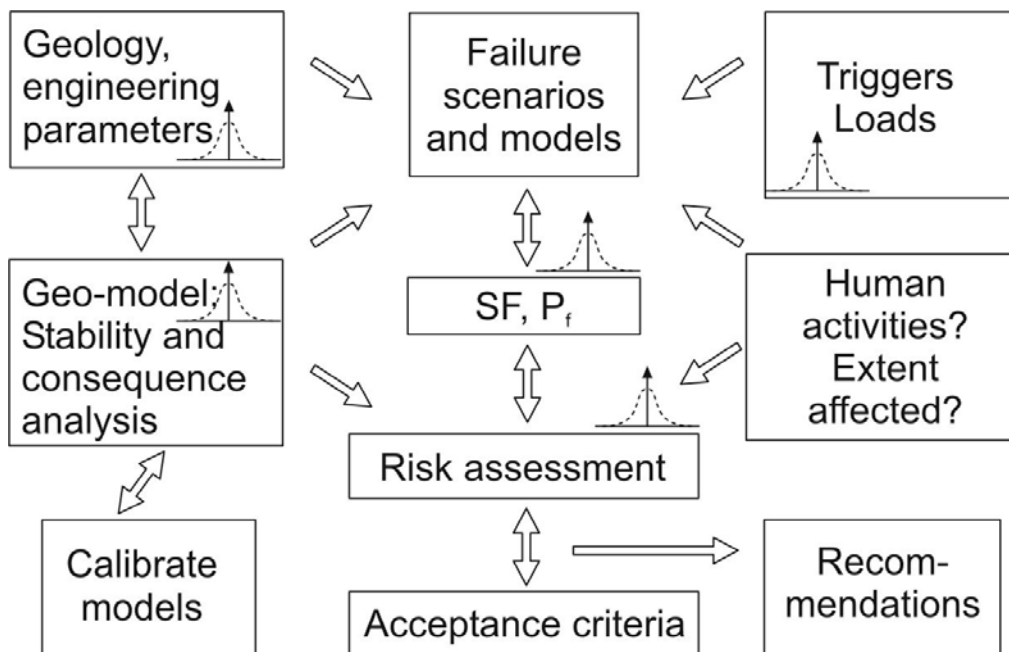 Geology,
engineering
parameters
Failure
scenarios
and models
Triggers
Loads
Geo-model:
Stability and
consequence
analysis
SF, Pf
Human
activities?
Extent
affected?
Risk assessment
Calibrate
models
Acceptance criteria
Recom-
mendations